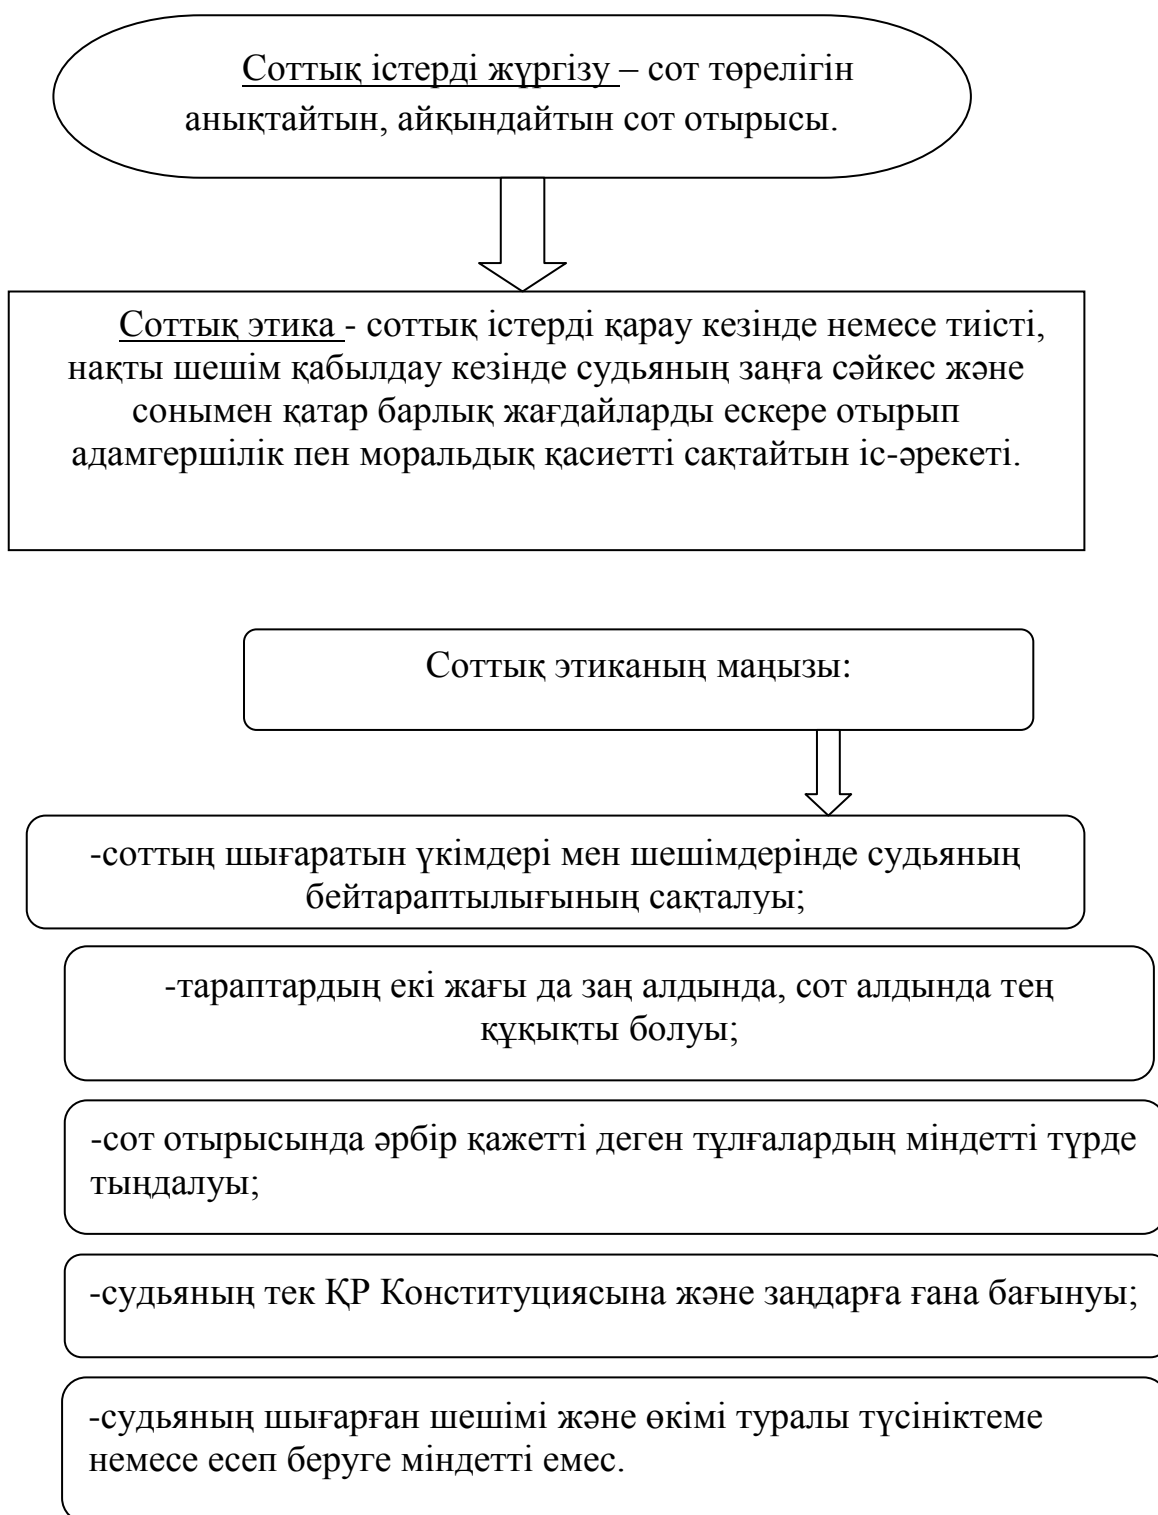 Соттық істерді жүргізу – сот төрелігін
анықтайтын, айқындайтын сот отырысы.
Соттық этика - соттық істерді қарау кезінде немесе тиісті,
нақты шешім қабылдау кезінде судьяның заңға сәйкес және
сонымен қатар барлық жағдайларды ескере отырып
адамгершілік пен моральдық қасиетті сақтайтын іс-әрекеті.
Соттық этиканың маңызы:
-соттың шығаратын үкімдері мен шешімдерінде судьяның
бейтараптылығының сақталуы;
-тараптардың екі жағы да заң алдында, сот алдында тең
құқықты болуы;
-сот отырысында әрбір қажетті деген тұлғалардың міндетті түрде
тыңдалуы;
-судьяның тек ҚР Конституциясына және заңдарға ғана бағынуы;
-судьяның шығарған шешімі және өкімі туралы түсініктеме
немесе есеп беруге міндетті емес.